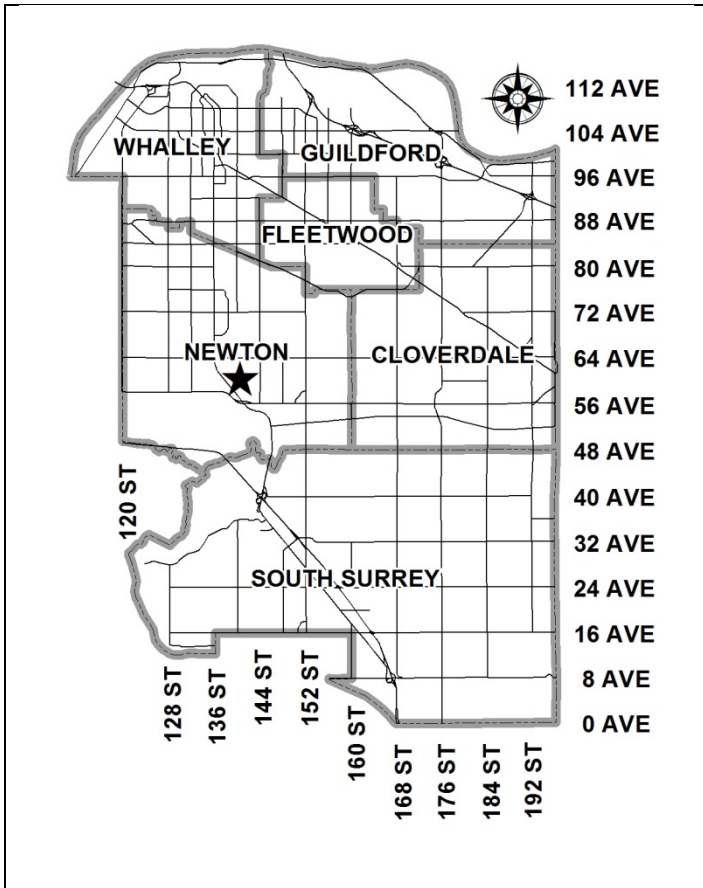 112 AVE
104 AVE
WHALLEY
GUILDFORD
96 AVE
88 AVE
FLEETWOOD
80 AVE
72 AVE
NEWTON
CLOVERDALE
64 AVE
56 AVE
48 AVE
120 ST
40 AVE
32 AVE
SOUTH SURREY
24 AVE
16 AVE
8 AVE
0 AVE
128 ST
136 ST
144 ST
152 ST
160 ST
168 ST
176 ST
184 ST
192 ST